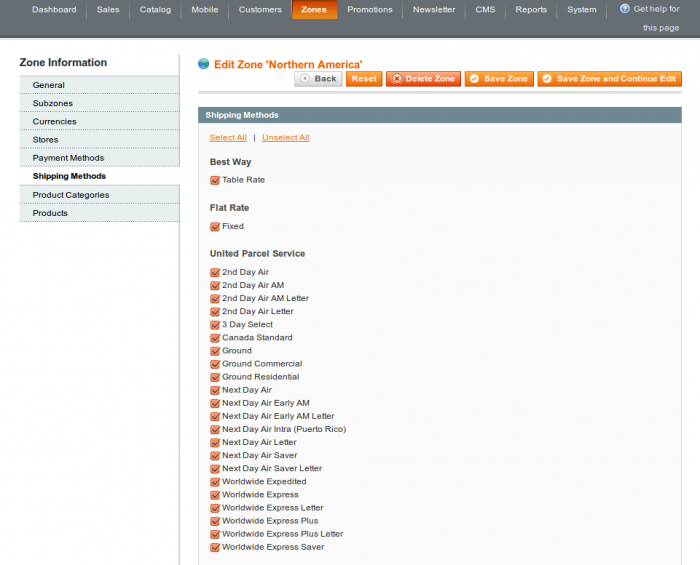 Dashboard Sales Catalog Mobile Customers Zones Promotions Newsletter CMS Reports System Get help for
this page
Zone Information
General
Subzones
Currencies
Stores
Payment Methods
Shipping Methods
Product Categories
Products
Edit Zone 'Northern America'
Back Reset Delete Zone Save Zone Save Zone and Continue Edit
Shipping Methods
Select All | Unselect All
Best Way
Table Rate
Flat Rate
Fixed
United Parcel Service
2nd Day Air
2nd Day Air AM
2nd Day Air AM Letter
2nd Day Air Letter
3 Day Select
Canada Standard
Ground
Ground Commercial
Ground Residential
Next Day Air
Next Day Air Early AM
Next Day Air Early AM Letter
Next Day Air Intra (Puerto Rico)
Next Day Air Letter
Next Day Air Saver
Next Day Air Saver Letter
Worldwide Expedited
Worldwide Express
Worldwide Express Letter
Worldwide Express Plus
Worldwide Express Plus Letter
Worldwide Express Saver